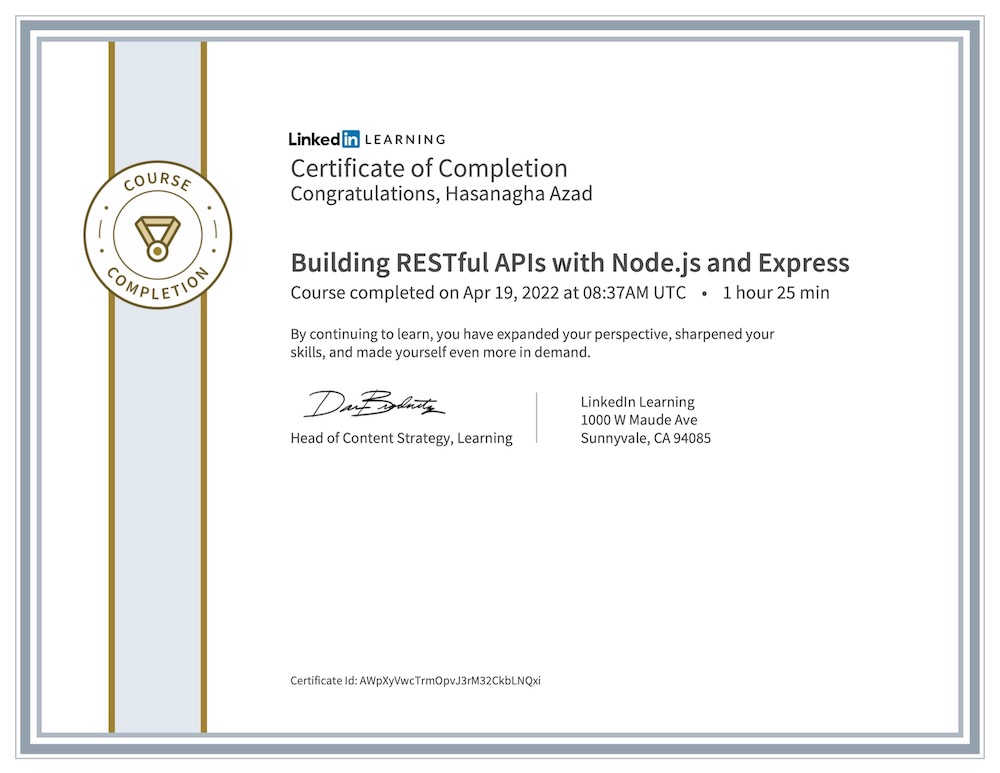 COURSE
COMPLETION
Linked in LEARNING
Certificate of Completion
Congratulations, Hasanagha Azad
Building RESTful APIs with Node.js and Express
Course completed on Apr 19, 2022 at 08:37AM UTC • 1 hour 25 min
By continuing to learn, you have expanded your perspective, sharpened your
skills, and made yourself even more in demand.
Head of Content Strategy, Learning
LinkedIn Learning
1000 W Maude Ave
Sunnyvale, CA 94085
Certificate Id: AWpXyVwcTrmOpvJ3rM32CkbLNQxi